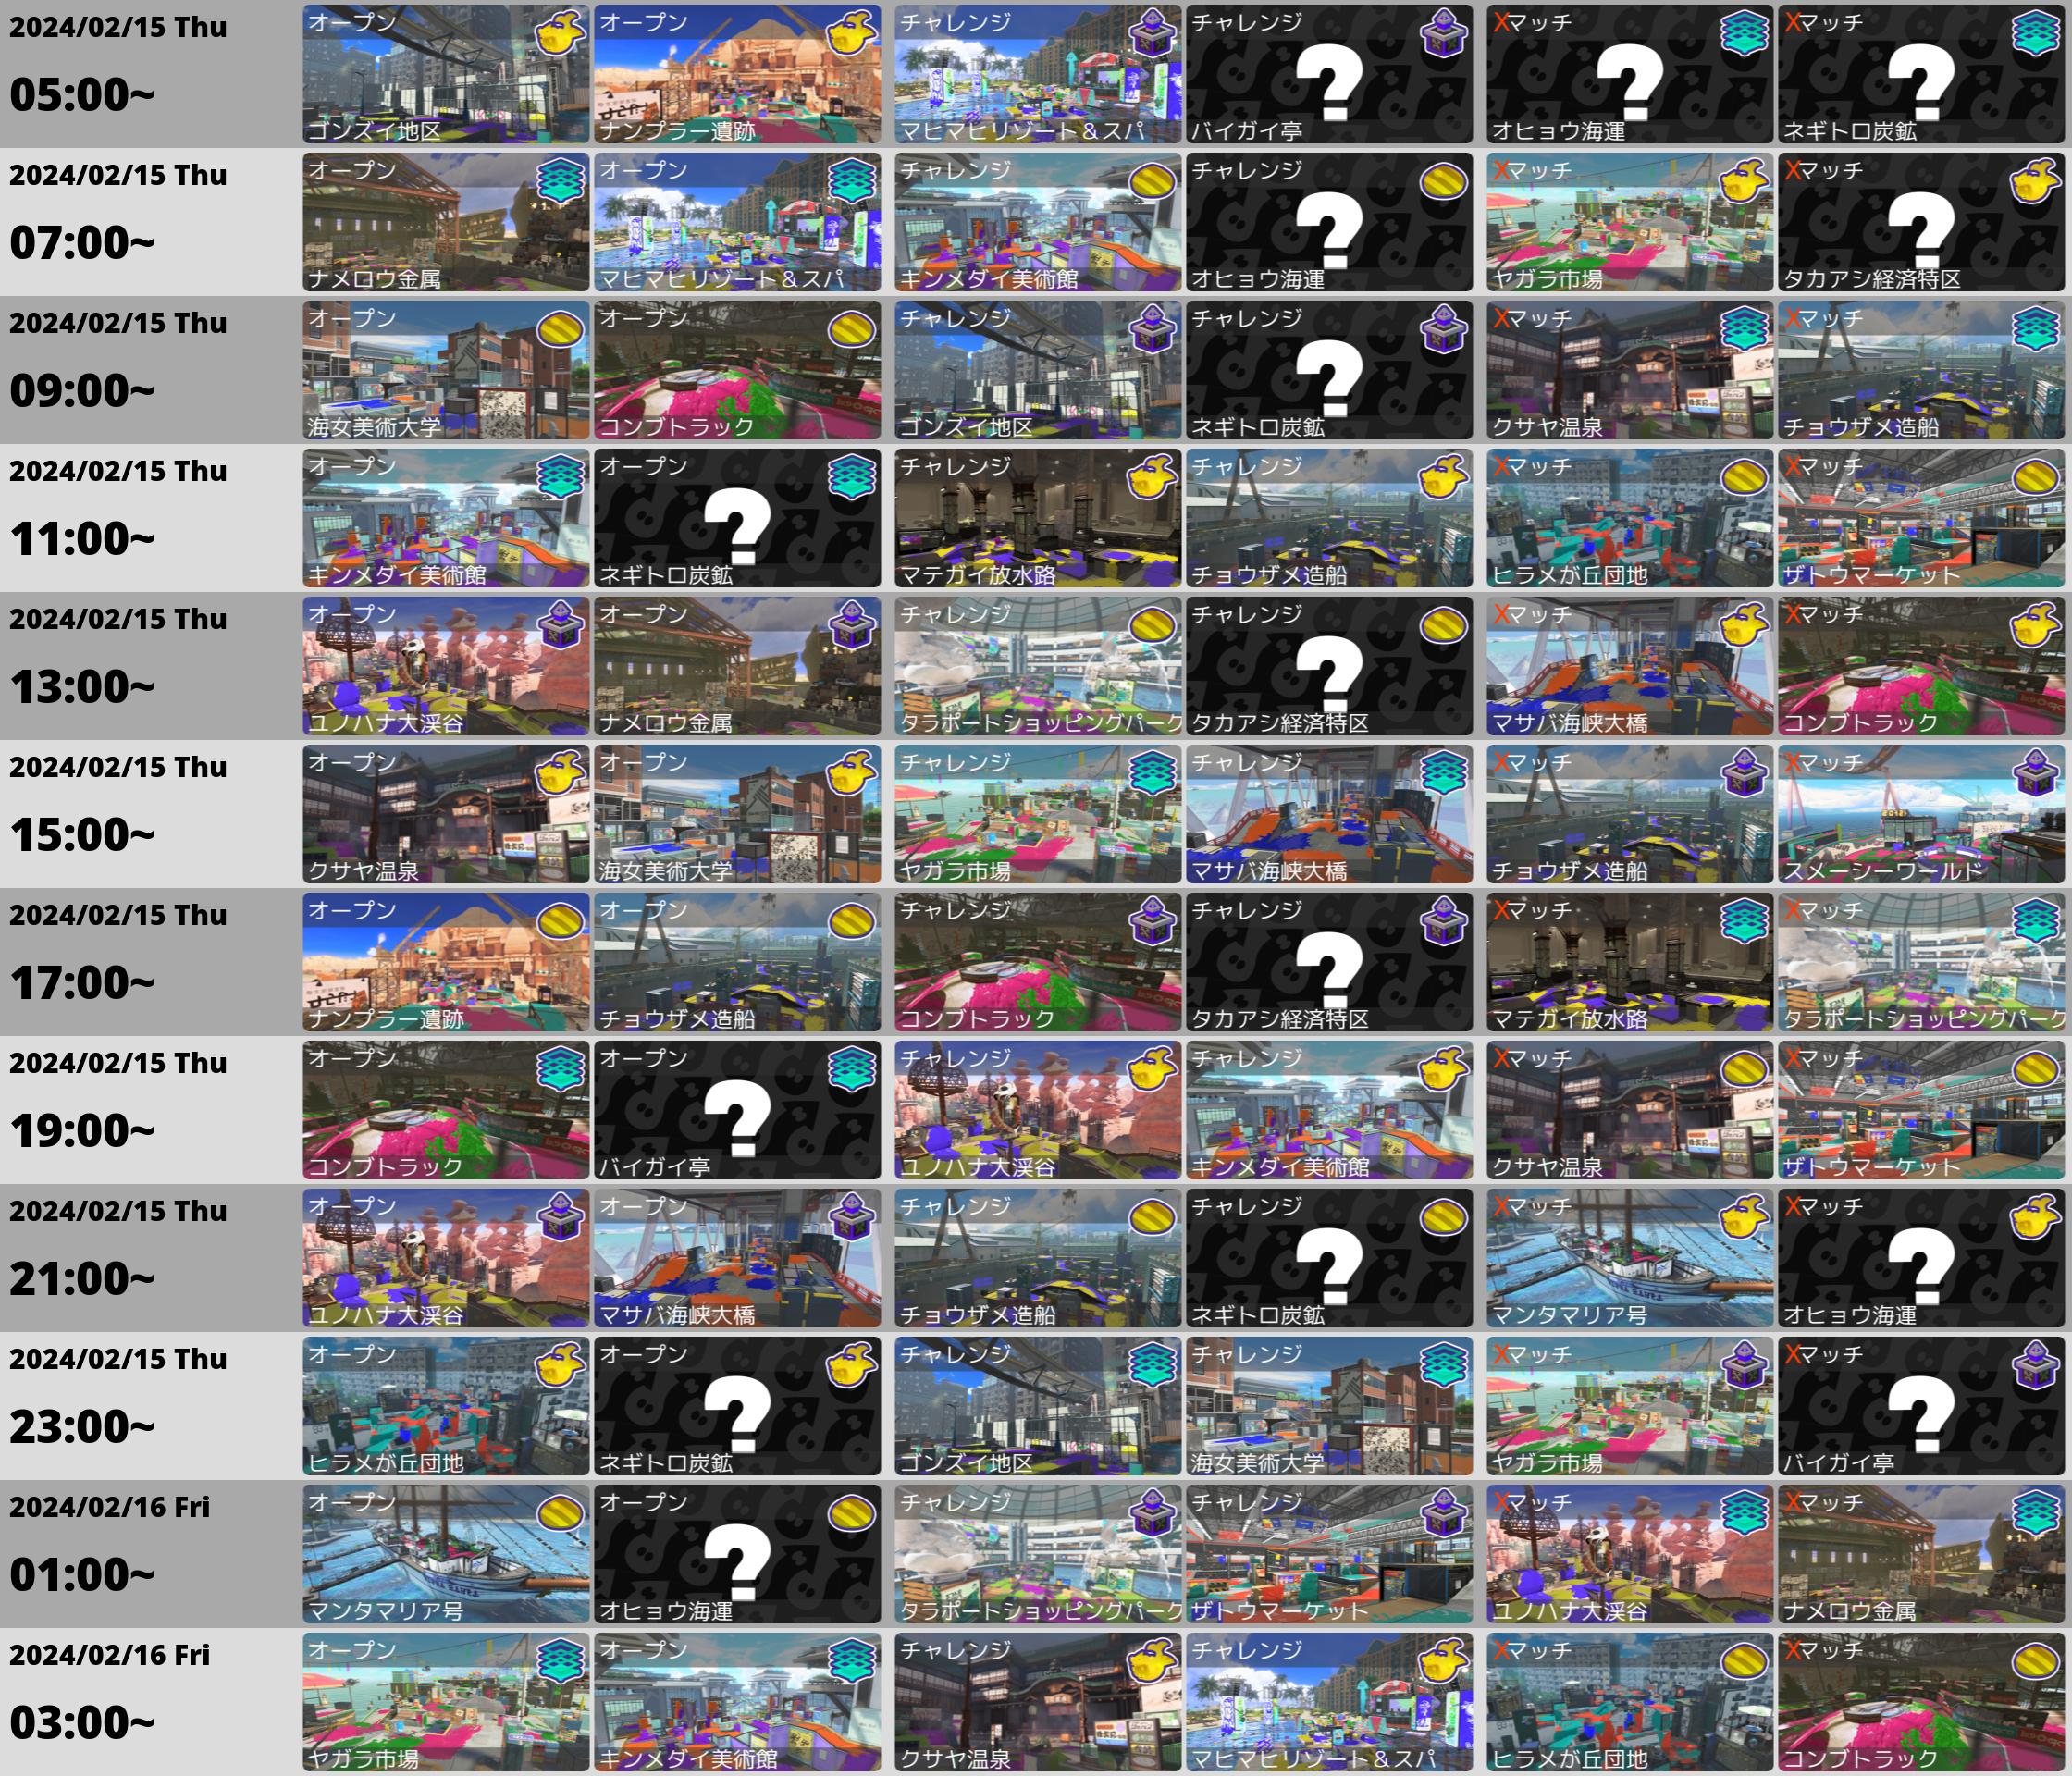 2024/02/15 Thu
05:00~
オープン
ゴンズイ地区
オープン
ナンプラー遺跡
チャレンジ
マヒマヒリゾート＆スパ
チャレンジ
バイガイ亭
Xマッチ
オヒョウ海運
Xマッチ
ネギトロ炭鉱
2024/02/15 Thu
07:00~
オープン
ナメロウ金属
オープン
マヒマヒリゾート＆スパ
チャレンジ
キンメダイ美術館
チャレンジ
オヒョウ海運
Xマッチ
ヤガラ市場
Xマッチ
タカアシ経済特区
2024/02/15 Thu
09:00~
オープン
海女美術大学
オープン
コンブトラック
チャレンジ
ゴンズイ地区
チャレンジ
ネギトロ炭鉱
Xマッチ
クサヤ温泉
Xマッチ
チョウザメ造船
2024/02/15 Thu
11:00~
オープン
キンメダイ美術館
オープン
ネギトロ炭鉱
チャレンジ
マテガイ放水路
チャレンジ
チョウザメ造船
Xマッチ
ヒラメが丘団地
Xマッチ
ザトウマーケット
2024/02/15 Thu
13:00~
オープン
ユノハナ大渓谷
オープン
ナメロウ金属
チャレンジ
タラポートショッピングパーク
チャレンジ
タカアシ経済特区
Xマッチ
マサバ海峡大橋
Xマッチ
コンブトラック
2024/02/15 Thu
15:00~
オープン
クサヤ温泉
オープン
海女美術大学
チャレンジ
ヤガラ市場
チャレンジ
マサバ海峡大橋
Xマッチ
チョウザメ造船
Xマッチ
スメーシーワールド
2024/02/15 Thu
17:00~
オープン
ナンプラー遺跡
オープン
チョウザメ造船
チャレンジ
コンブトラック
チャレンジ
タカアシ経済特区
Xマッチ
マテガイ放水路
Xマッチ
タラポートショッピングパーク
2024/02/15 Thu
19:00~
オープン
コンブトラック
オープン
バイガイ亭
チャレンジ
ユノハナ大渓谷
チャレンジ
キンメダイ美術館
Xマッチ
クサヤ温泉
Xマッチ
ザトウマーケット
2024/02/15 Thu
21:00~
オープン
ユノハナ大渓谷
オープン
マサバ海峡大橋
チャレンジ
チョウザメ造船
チャレンジ
ネギトロ炭鉱
Xマッチ
マンタマリア号
Xマッチ
オヒョウ海運
2024/02/15 Thu
23:00~
オープン
ヒラメが丘団地
オープン
ネギトロ炭鉱
チャレンジ
ゴンズイ地区
チャレンジ
海女美術大学
Xマッチ
ヤガラ市場
Xマッチ
バイガイ亭
2024/02/16 Fri
01:00~
オープン
マンタマリア号
オープン
オヒョウ海運
チャレンジ
タラポートショッピングパーク
チャレンジ
ザトウマーケット
Xマッチ
ユノハナ大渓谷
Xマッチ
ナメロウ金属
2024/02/16 Fri
03:00~
オープン
ヤガラ市場
オープン
キンメダイ美術館
チャレンジ
クサヤ温泉
チャレンジ
マヒマヒリゾート＆スパ
Xマッチ
ヒラメが丘団地
Xマッチ
コンブトラック